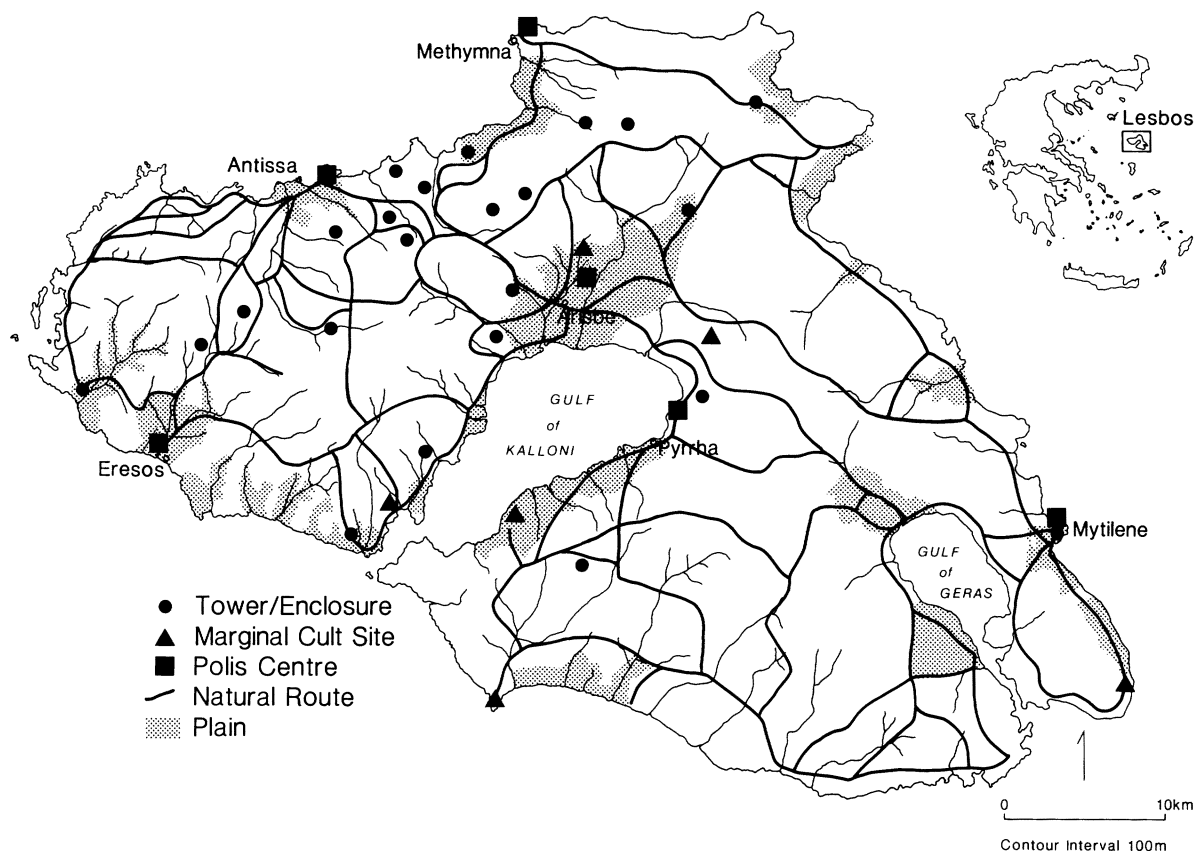 Methymna
Lesbos
Antissa
Arisbe
GULF
of
KALLONI
Pyrrha
Eresos
Mytilene
GULF
of
GERAS
Tower/Enclosure
Marginal Cult Site
Polis Centre
Natural Route
Plain
0 10km
Contour Interval 100m